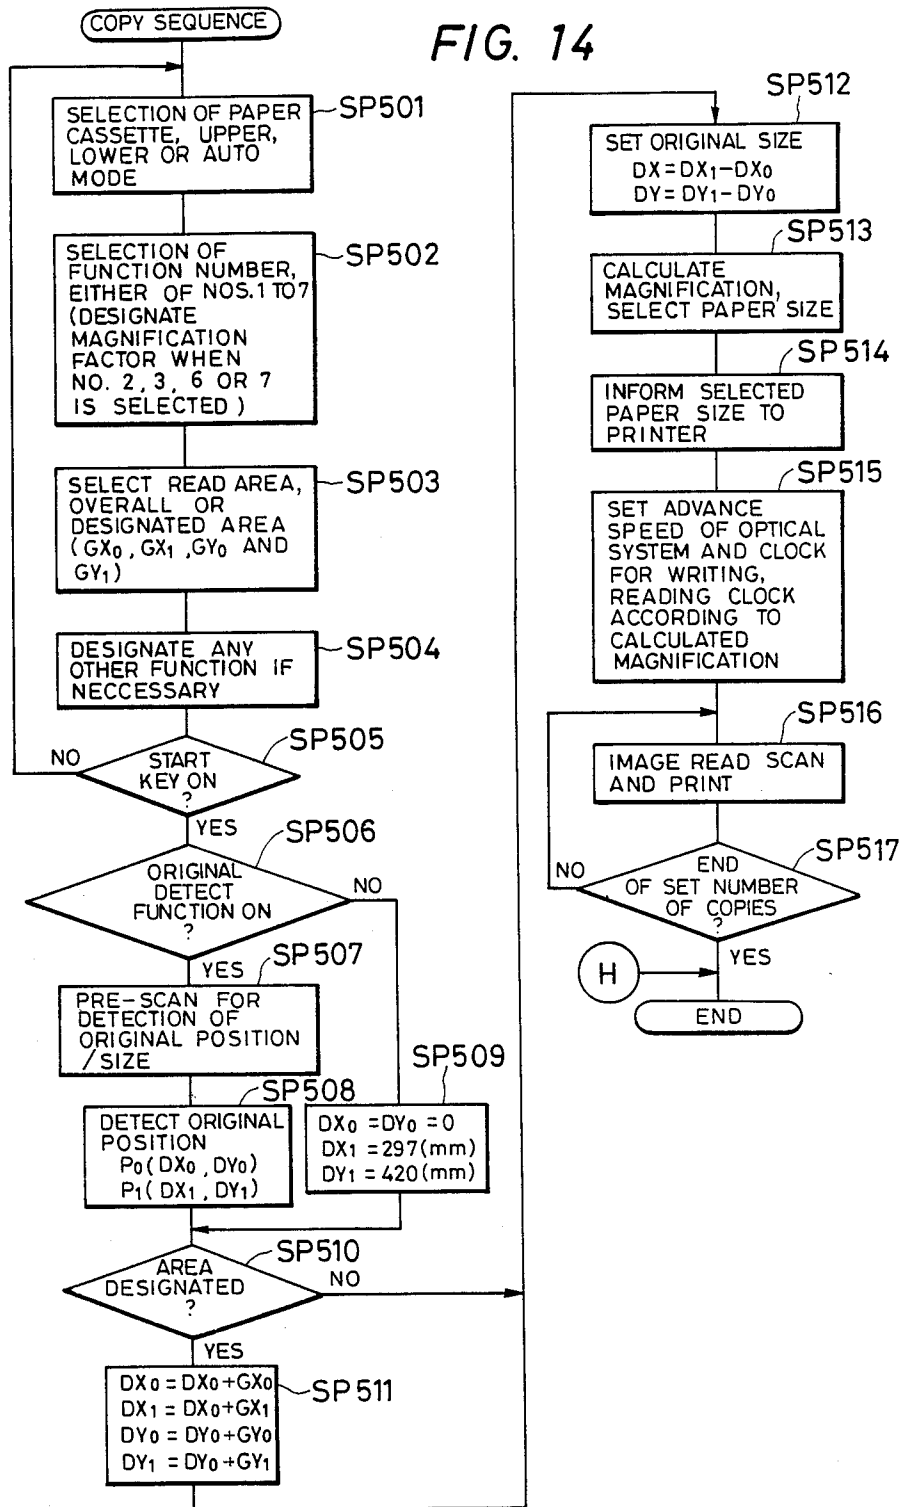 FIG. 14
COPY SEQUENCE
SP501
SELECTION OF PAPER
CASSETTE, UPPER,
LOWER OR AUTO
MODE
SP502
SELECTION OF
FUNCTION NUMBER,
EITHER OF NOS.1 TO7
(DESIGNATE
MAGNIFICATION
FACTOR WHEN
NO. 2, 3, 6 OR 7
IS SELECTED)
SP503
SELECT READ AREA,
OVERALL OR
DESIGNATED AREA
(GX₀, GX₁, GY₀ AND
GY₁)
SP504
DESIGNATE ANY
OTHER FUNCTION IF
NECCESSARY
SP505
NO
START
KEY ON
?
YES
SP506
ORIGINAL
DETECT
FUNCTION ON
?
NO
YES
SP507
PRE-SCAN FOR
DETECTION OF
ORIGINAL POSITION
/SIZE
SP508
DETECT ORIGINAL
POSITION
P₀(DX₀, DY₀)
P₁(DX₁, DY₁)
SP509
DX₀ = DY₀ = 0
DX₁ = 297(mm)
DY₁ = 420(mm)
SP510
AREA
DESIGNATED
?
NO
YES
SP511
DX₀ = DX₀+GX₀
DX₁ = DX₀+GX₁
DY₀ = DY₀+GY₀
DY₁ = DY₀+GY₁
SP512
SET ORIGINAL SIZE
DX = DX₁-DX₀
DY = DY₁-DY₀
SP513
CALCULATE
MAGNIFICATION,
SELECT PAPER SIZE
SP514
INFORM SELECTED
PAPER SIZE TO
PRINTER
SP515
SET ADVANCE
SPEED OF OPTICAL
SYSTEM AND CLOCK
FOR WRITING,
READING CLOCK
ACCORDING TO
CALCULATED
MAGNIFICATION
SP516
IMAGE READ SCAN
AND PRINT
SP517
NO
END
OF SET NUMBER
OF COPIES
?
YES
H
END